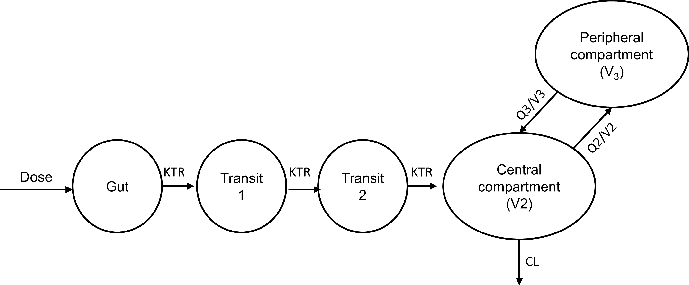 Dose
Gut
KTR
Transit
1
KTR
Transit
2
KTR
Central
compartment
(V2)
Q3/V3
Q2/V2
Peripheral
compartment
(V3)
CL